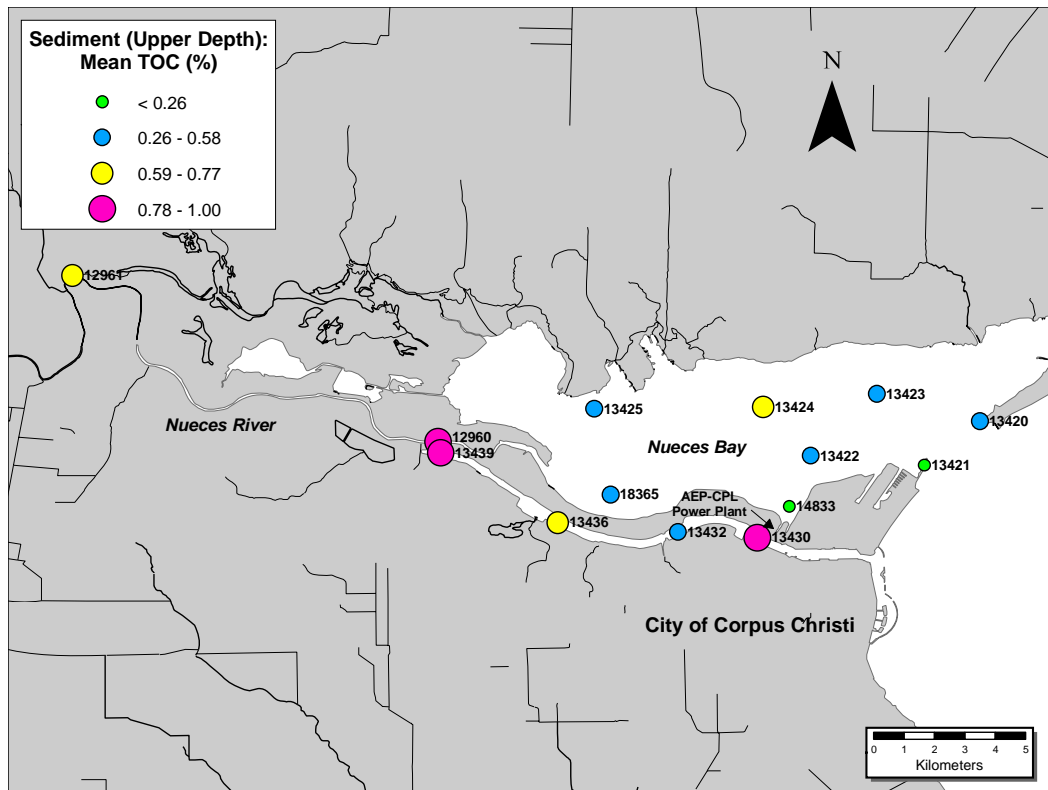 Sediment (Upper Depth):
Mean TOC (%)
< 0.26
0.26 - 0.58
0.59 - 0.77
0.78 - 1.00
N
12961
13425
13424
13423
13420
Nueces River
12960
13439
Nueces Bay
13422
13421
18365
AEP-CPL
Power Plant
14833
13436
13432
13430
City of Corpus Christi
0 1 2 3 4 5
Kilometers